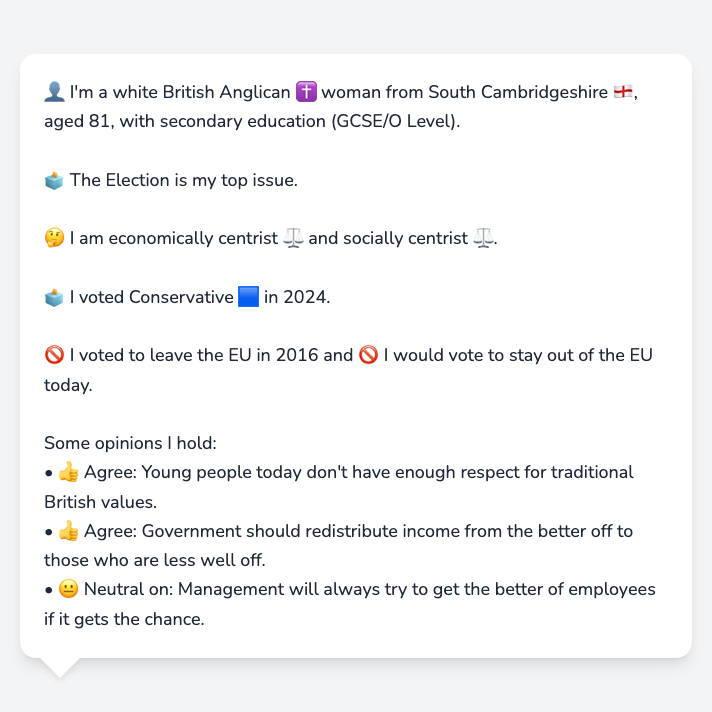 👤 I'm a white British Anglican ✝️ woman from South Cambridgeshire 🏴󠁧󠁢󠁥󠁮󠁧󠁿,
aged 81, with secondary education (GCSE/O Level).
🗳️ The Election is my top issue.
🤔 I am economically centrist ⚖️ and socially centrist ⚖️.
🗳️ I voted Conservative 🟦 in 2024.
🚫 I voted to leave the EU in 2016 and 🚫 I would vote to stay out of the EU
today.
Some opinions I hold:
• 👍 Agree: Young people today don't have enough respect for traditional
British values.
• 👍 Agree: Government should redistribute income from the better off to
those who are less well off.
• 😐 Neutral on: Management will always try to get the better of employees
if it gets the chance.